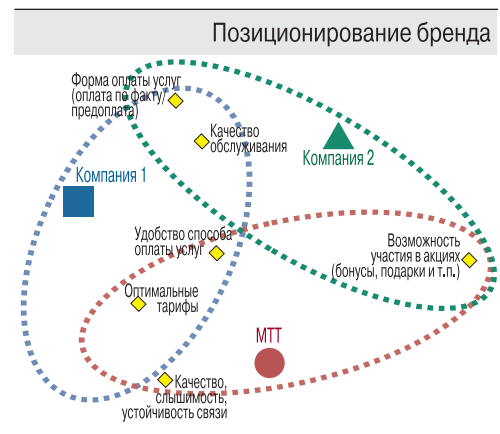 Позиционирование бренда
Форма оплаты услуг
(оплата по факту/
предоплата)
Качество
обслуживания
Компания 2
Компания 1
Удобство способа
оплаты услуг
Возможность
участия в акциях
(бонусы, подарки и т.п.)
Оптимальные
тарифы
МТТ
Качество,
слышимость,
устойчивость связи